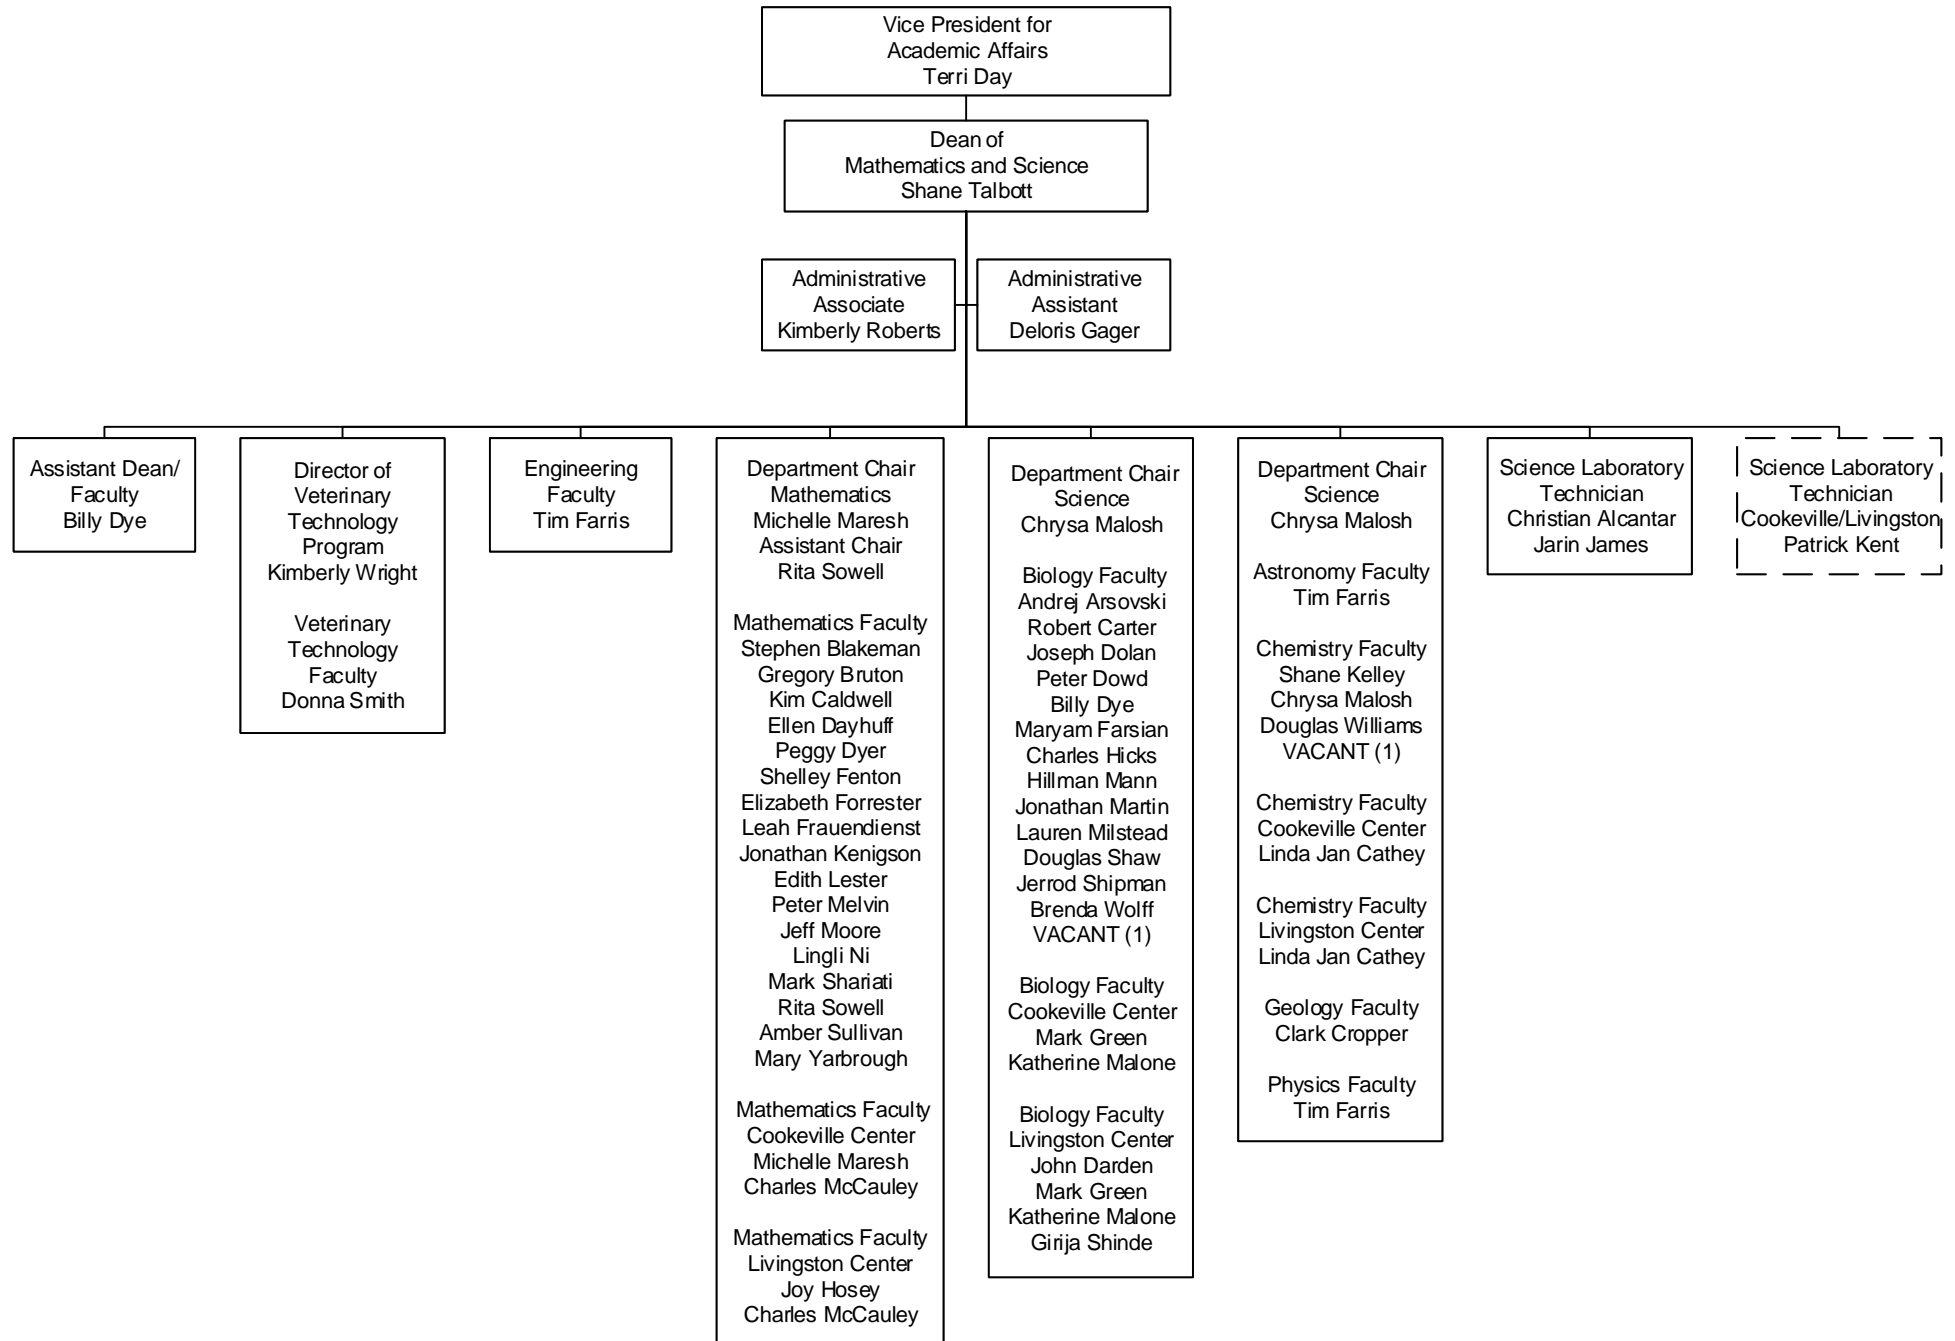 Vice President for
Academic Affairs
Terri Day
Dean of
Mathematics and Science
Shane Talbott
Administrative
Associate
Kimberly Roberts
Administrative
Assistant
Deloris Gager
Assistant Dean/
Faculty
Billy Dye
Director of
Veterinary
Technology
Program
Kimberly Wright
Veterinary
Technology
Faculty
Donna Smith
Engineering
Faculty
Tim Farris
Department Chair
Mathematics
Michelle Maresh
Assistant Chair
Rita Sowell
Mathematics Faculty
Stephen Blakeman
Gregory Bruton
Kim Caldwell
Ellen Dayhuff
Peggy Dyer
Shelley Fenton
Elizabeth Forrester
Leah Frauendienst
Jonathan Kenigson
Edith Lester
Peter Melvin
Jeff Moore
Lingli Ni
Mark Shariati
Rita Sowell
Amber Sullivan
Mary Yarbrough
Mathematics Faculty
Cookeville Center
Michelle Maresh
Charles McCauley
Mathematics Faculty
Livingston Center
Joy Hosey
Charles McCauley
Department Chair
Science
Chrysa Malosh
Biology Faculty
Andrej Arsovski
Robert Carter
Joseph Dolan
Peter Dowd
Billy Dye
Maryam Farsian
Charles Hicks
Hillman Mann
Jonathan Martin
Lauren Milstead
Douglas Shaw
Jerrod Shipman
Brenda Wolff
VACANT (1)
Biology Faculty
Cookeville Center
Mark Green
Katherine Malone
Biology Faculty
Livingston Center
John Darden
Mark Green
Katherine Malone
Girija Shinde
Department Chair
Science
Chrysa Malosh
Astronomy Faculty
Tim Farris
Chemistry Faculty
Shane Kelley
Chrysa Malosh
Douglas Williams
VACANT (1)
Chemistry Faculty
Cookeville Center
Linda Jan Cathey
Chemistry Faculty
Livingston Center
Linda Jan Cathey
Geology Faculty
Clark Cropper
Physics Faculty
Tim Farris
Science Laboratory
Technician
Christian Alcantar
Jarin James
Science Laboratory
Technician
Cookeville/Livingston
Patrick Kent